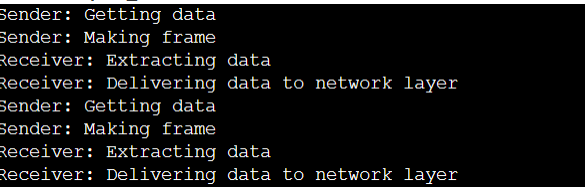 Sender: Getting data
Sender: Making frame
Receiver: Extracting data
Receiver: Delivering data to network layer
Sender: Getting data
Sender: Making frame
Receiver: Extracting data
Receiver: Delivering data to network layer